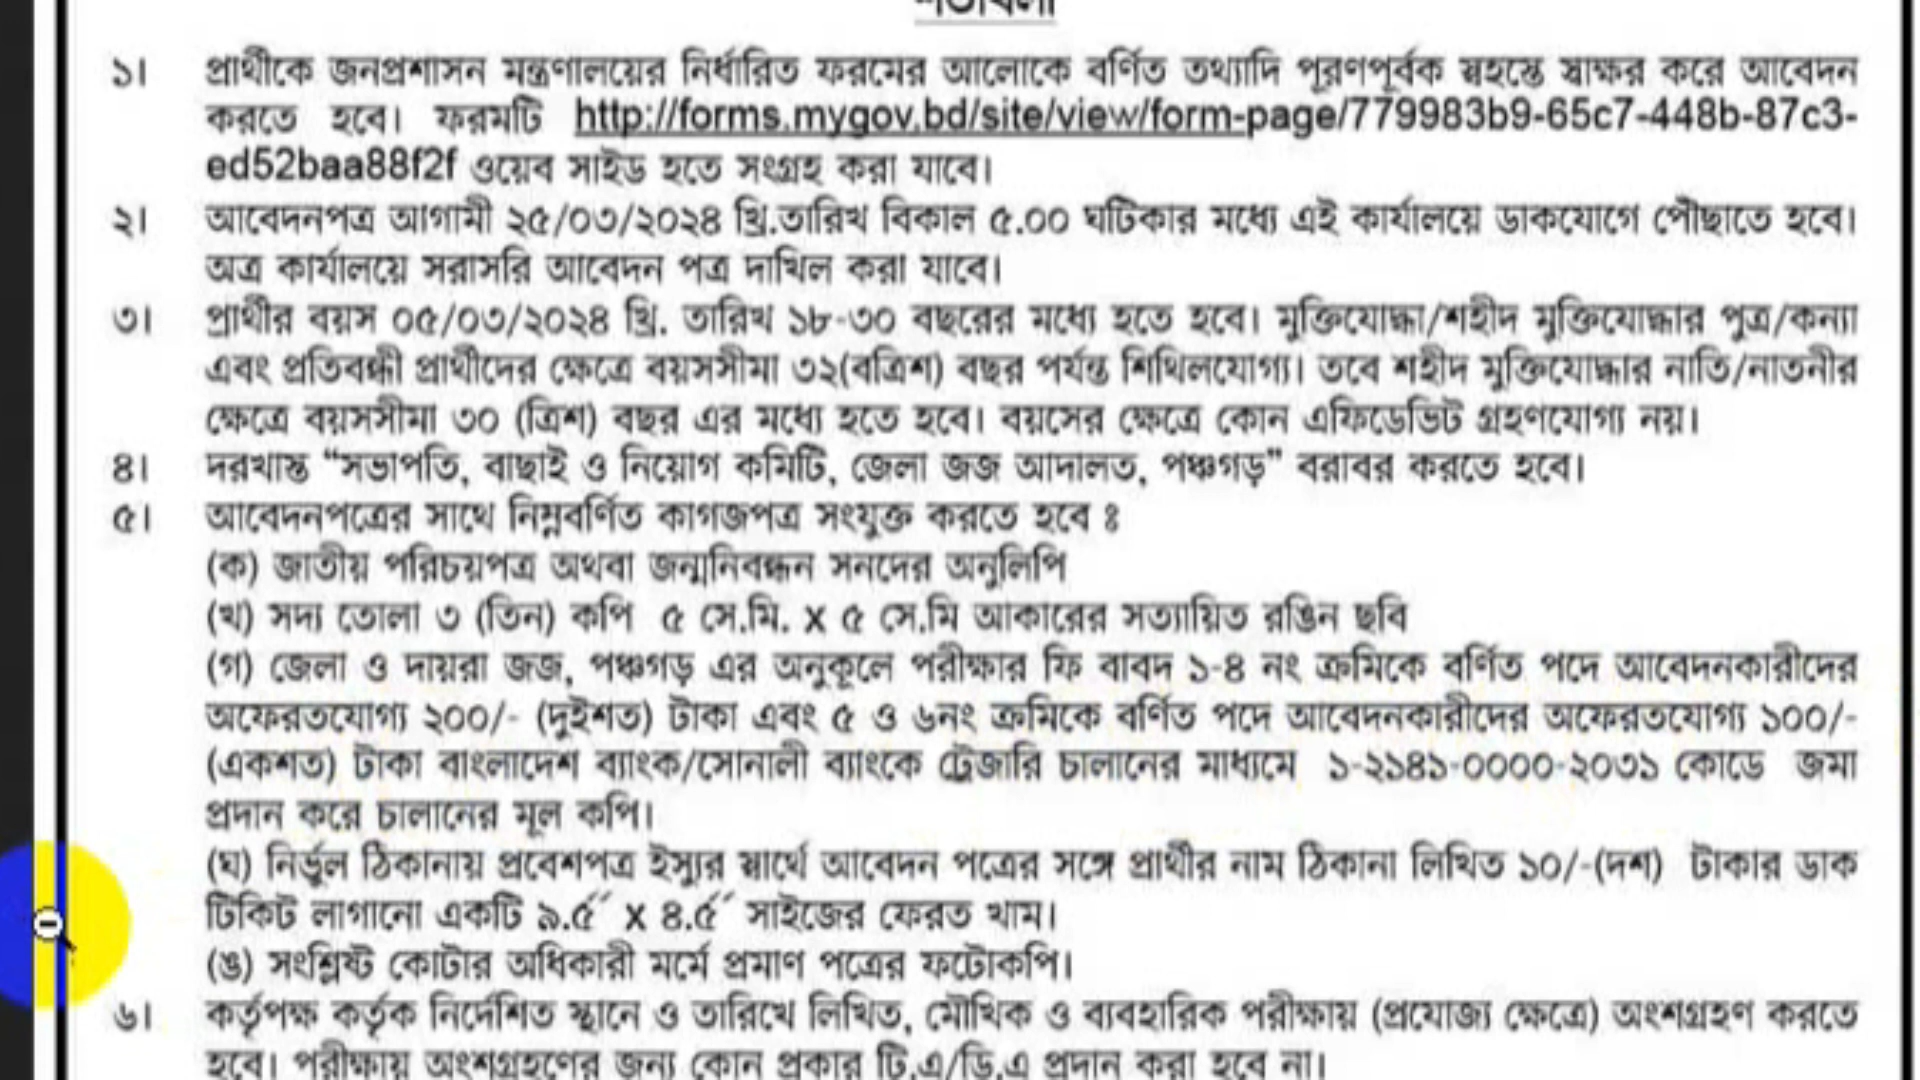 শর্তাবলী
১। প্রার্থীকে জনপ্রশাসন মন্ত্রণালয়ের নির্ধারিত ফরমের আলোকে বর্ণিত তথ্যাদি পূরণপূর্বক স্বহস্তে স্বাক্ষর করে আবেদন
করতে হবে। ফরমটি http://forms.mygov.bd/site/view/form-page/779983b9-65c7-448b-87c3-
ed52baa88f2f ওয়েব সাইড হতে সংগ্রহ করা যাবে।
২। আবেদনপত্র আগামী ২৫/০৩/২০২৪ খ্রি.তারিখ বিকাল ৫.০০ ঘটিকার মধ্যে এই কার্যালয়ে ডাকযোগে পৌছাতে হবে।
অত্র কার্যালয়ে সরাসরি আবেদন পত্র দাখিল করা যাবে।
৩। প্রার্থীর বয়স ০৫/০৩/২০২৪ খ্রি. তারিখ ১৮-৩০ বছরের মধ্যে হতে হবে। মুক্তিযোদ্ধা/শহীদ মুক্তিযোদ্ধার পুত্র/কন্যা
এবং প্রতিবন্ধী প্রার্থীদের ক্ষেত্রে বয়সসীমা ৩২(বত্রিশ) বছর পর্যন্ত শিথিলযোগ্য। তবে শহীদ মুক্তিযোদ্ধার নাতি/নাতনীর
ক্ষেত্রে বয়সসীমা ৩০ (ত্রিশ) বছর এর মধ্যে হতে হবে। বয়সের ক্ষেত্রে কোন এফিডেভিট গ্রহণযোগ্য নয়।
৪। দরখাস্ত “সভাপতি, বাছাই ও নিয়োগ কমিটি, জেলা জজ আদালত, পঞ্চগড়” বরাবর করতে হবে।
৫। আবেদনপত্রের সাথে নিম্নবর্ণিত কাগজপত্র সংযুক্ত করতে হবে ঃ
(ক) জাতীয় পরিচয়পত্র অথবা জন্মনিবন্ধন সনদের অনুলিপি
(খ) সদ্য তোলা ৩ (তিন) কপি ৫ সে.মি. x ৫ সে.মি আকারের সত্যায়িত রঙিন ছবি
(গ) জেলা ও দায়রা জজ, পঞ্চগড় এর অনুকূলে পরীক্ষার ফি বাবদ ১-৪ নং ক্রমিকে বর্ণিত পদে আবেদনকারীদের
অফেরতযোগ্য ২০০/- (দুইশত) টাকা এবং ৫ ও ৬নং ক্রমিকে বর্ণিত পদে আবেদনকারীদের অফেরতযোগ্য ১০০/-
(একশত) টাকা বাংলাদেশ ব্যাংক/সোনালী ব্যাংকে ট্রেজারি চালানের মাধ্যমে ১-২১৪১-০০০০-২০৩১ কোডে জমা
প্রদান করে চালানের মূল কপি।
(ঘ) নির্ভুল ঠিকানায় প্রবেশপত্র ইস্যুর স্বার্থে আবেদন পত্রের সঙ্গে প্রার্থীর নাম ঠিকানা লিখিত ১০/-(দশ) টাকার ডাক
টিকিট লাগানো একটি ৯.৫˝ x ৪.৫˝ সাইজের ফেরত খাম।
(ঙ) সংশ্লিষ্ট কোটার অধিকারী মর্মে প্রমাণ পত্রের ফটোকপি।
৬। কর্তৃপক্ষ কর্তৃক নির্দেশিত স্থানে ও তারিখে লিখিত, মৌখিক ও ব্যবহারিক পরীক্ষায় (প্রযোজ্য ক্ষেত্রে) অংশগ্রহণ করতে
হবে। পরীক্ষায় অংশগ্রহণের জন্য কোন প্রকার টি.এ/ডি.এ প্রদান করা হবে না।